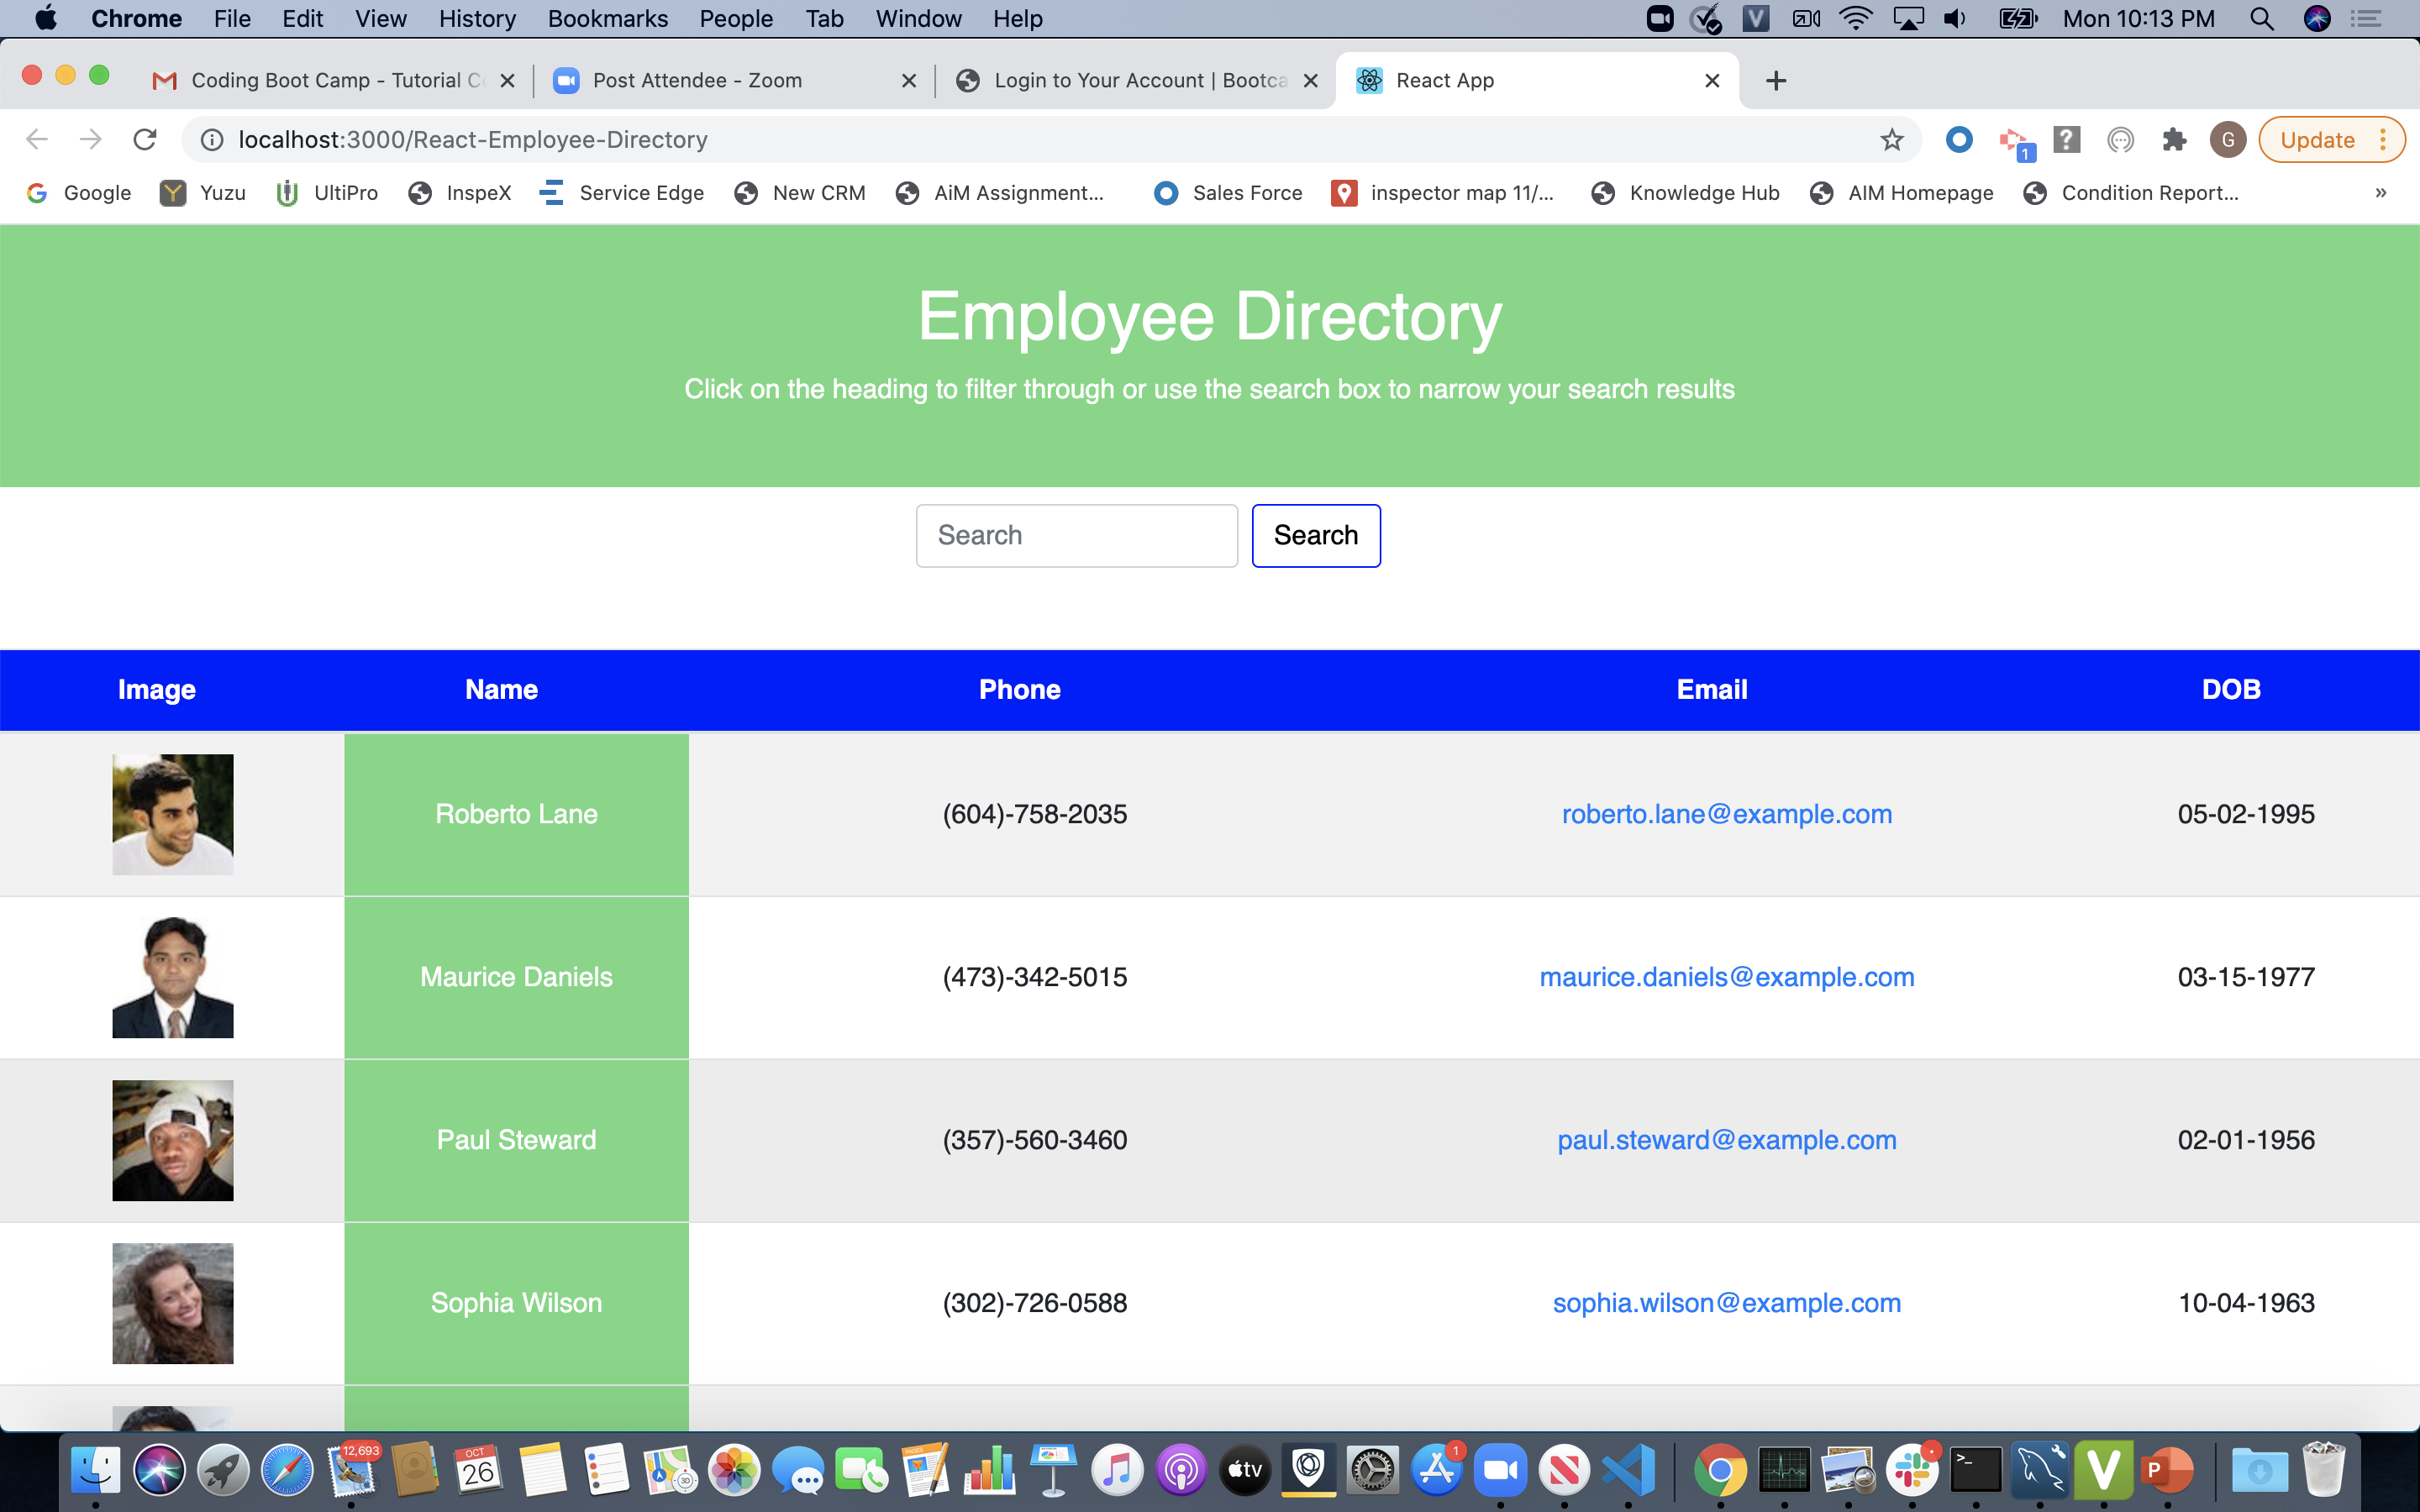 Chrome File Edit View History Bookmarks People Tab Window Help Mon 10:13 PM
Coding Boot Camp - Tutorial Post Attendee - Zoom Login to Your Account | Bootca React App
localhost:3000/React-Employee-Directory G Update
1
Google Yuzu UltiPro InspeX Service Edge New CRM AiM Assignment... Sales Force inspector map 11/... Knowledge Hub AIM Homepage Condition Report... »
Employee Directory
Click on the heading to filter through or use the search box to narrow your search results
Search Search
Image Name Phone Email DOB
Roberto Lane (604)-758-2035 roberto.lane@example.com 05-02-1995
Maurice Daniels (473)-342-5015 maurice.daniels@example.com 03-15-1977
Paul Steward (357)-560-3460 paul.steward@example.com 02-01-1956
Sophia Wilson (302)-726-0588 sophia.wilson@example.com 10-04-1963
12,693 OCT 26 PAGES 3D tv 1 >_ V P